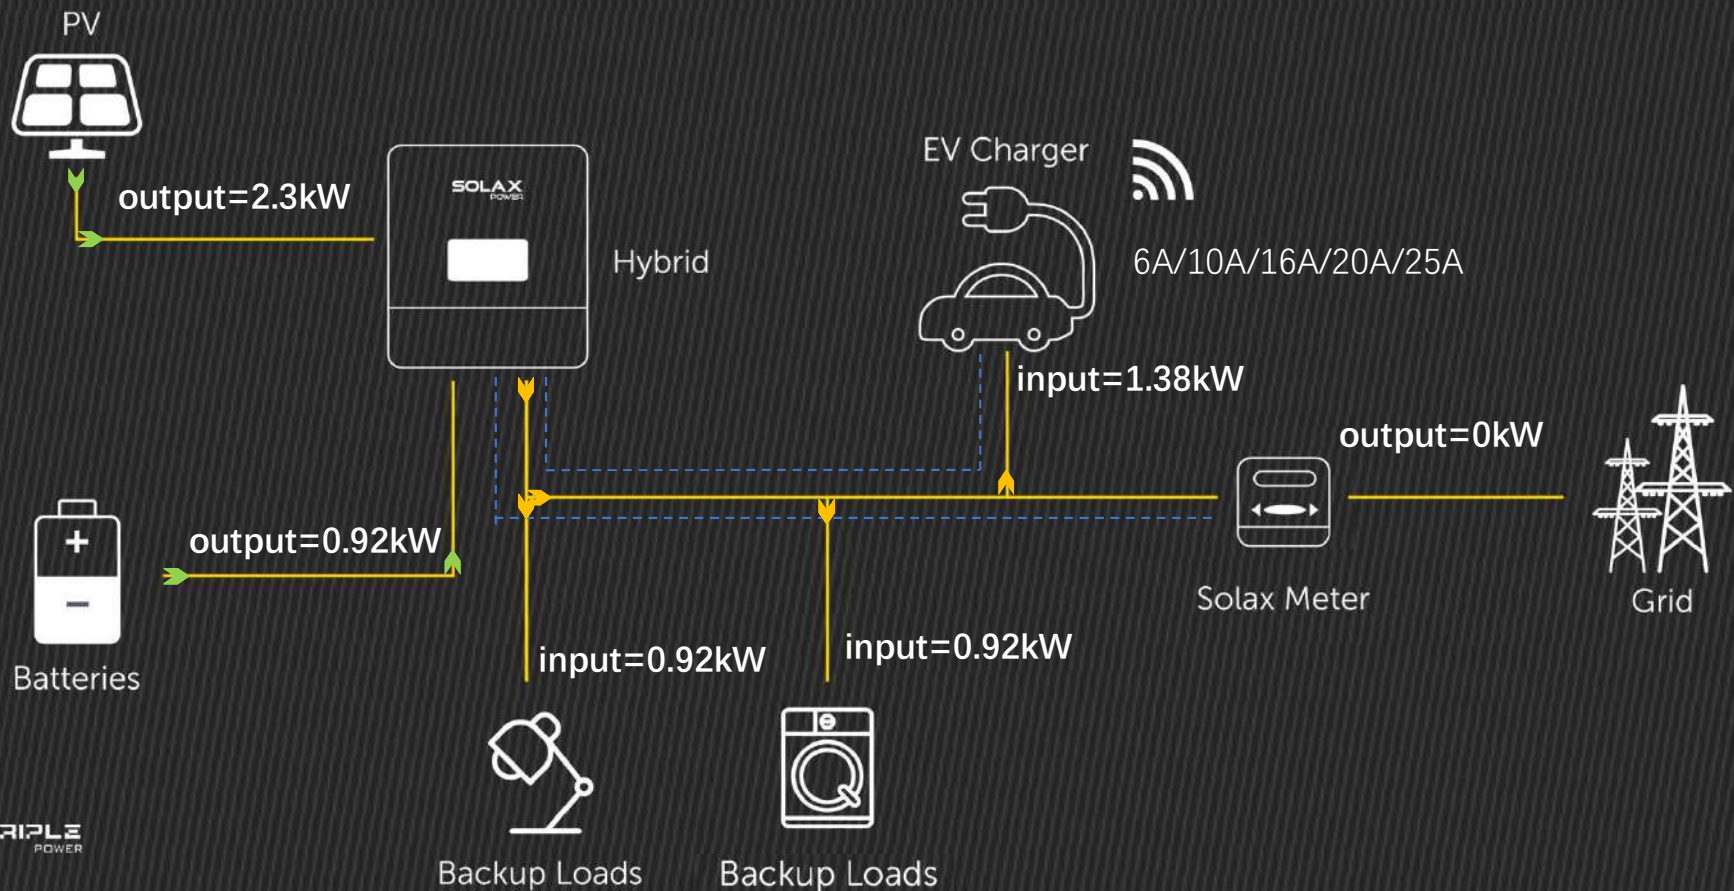 PV
output=2.3kW
SOLAX
POWER
Hybrid
EV Charger
6A/10A/16A/20A/25A
input=1.38kW
output=0kW
+
−
output=0.92kW
Batteries
input=0.92kW
input=0.92kW
Solax Meter
Grid
Backup Loads
Backup Loads
RIPLE
POWER